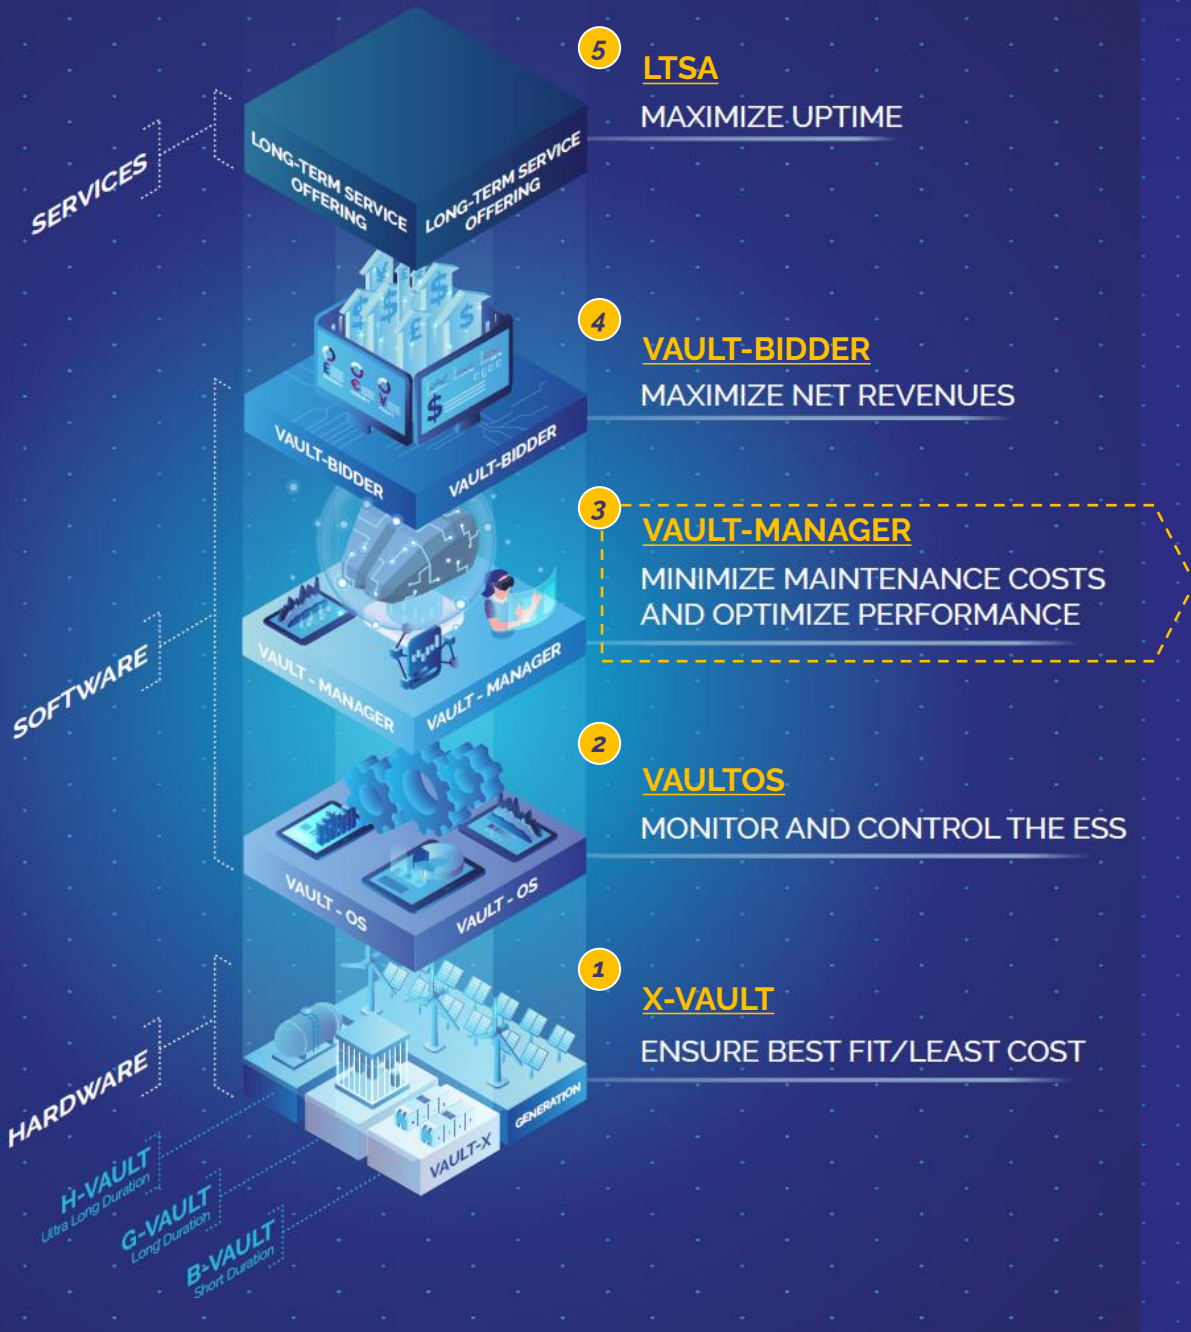 5
LTSA
MAXIMIZE UPTIME
SERVICES
LONG-TERM SERVICE
OFFERING
LONG-TERM SERVICE
OFFERING
4
VAULT-BIDDER
MAXIMIZE NET REVENUES
VAULT-BIDDER
VAULT-BIDDER
3
VAULT-MANAGER
MINIMIZE MAINTENANCE COSTS
AND OPTIMIZE PERFORMANCE
SOFTWARE
VAULT - MANAGER
VAULT - MANAGER
2
VAULTOS
MONITOR AND CONTROL THE ESS
VAULT - OS
VAULT - OS
1
X-VAULT
ENSURE BEST FIT/LEAST COST
HARDWARE
GENERATION
VAULT-X
H-VAULT
Ultra Long Duration
G-VAULT
Long Duration
B-VAULT
Short Duration